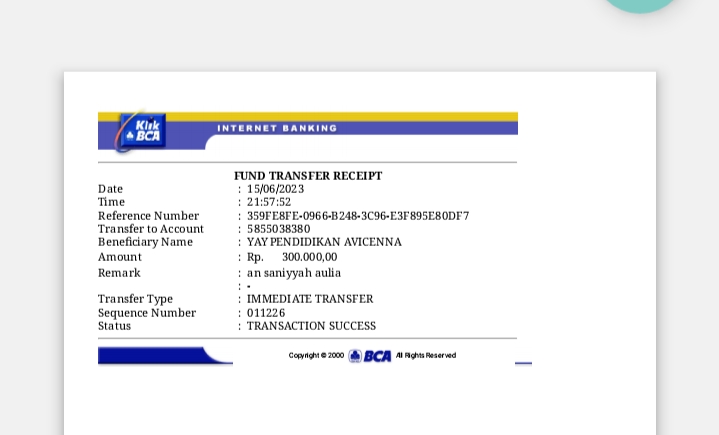 Klik
BCA
INTERNET BANKING
FUND TRANSFER RECEIPT
Date : 15/06/2023
Time : 21:57:52
Reference Number : 359FE8FE-0966-B248-3C96-E3F895E80DF7
Transfer to Account : 5855038380
Beneficiary Name : YAY PENDIDIKAN AVICENNA
Amount : Rp. 300.000,00
Remark : an saniyyah aulia
: -
Transfer Type : IMMEDIATE TRANSFER
Sequence Number : 011226
Status : TRANSACTION SUCCESS
Copyright © 2000 BCA All Rights Reserved